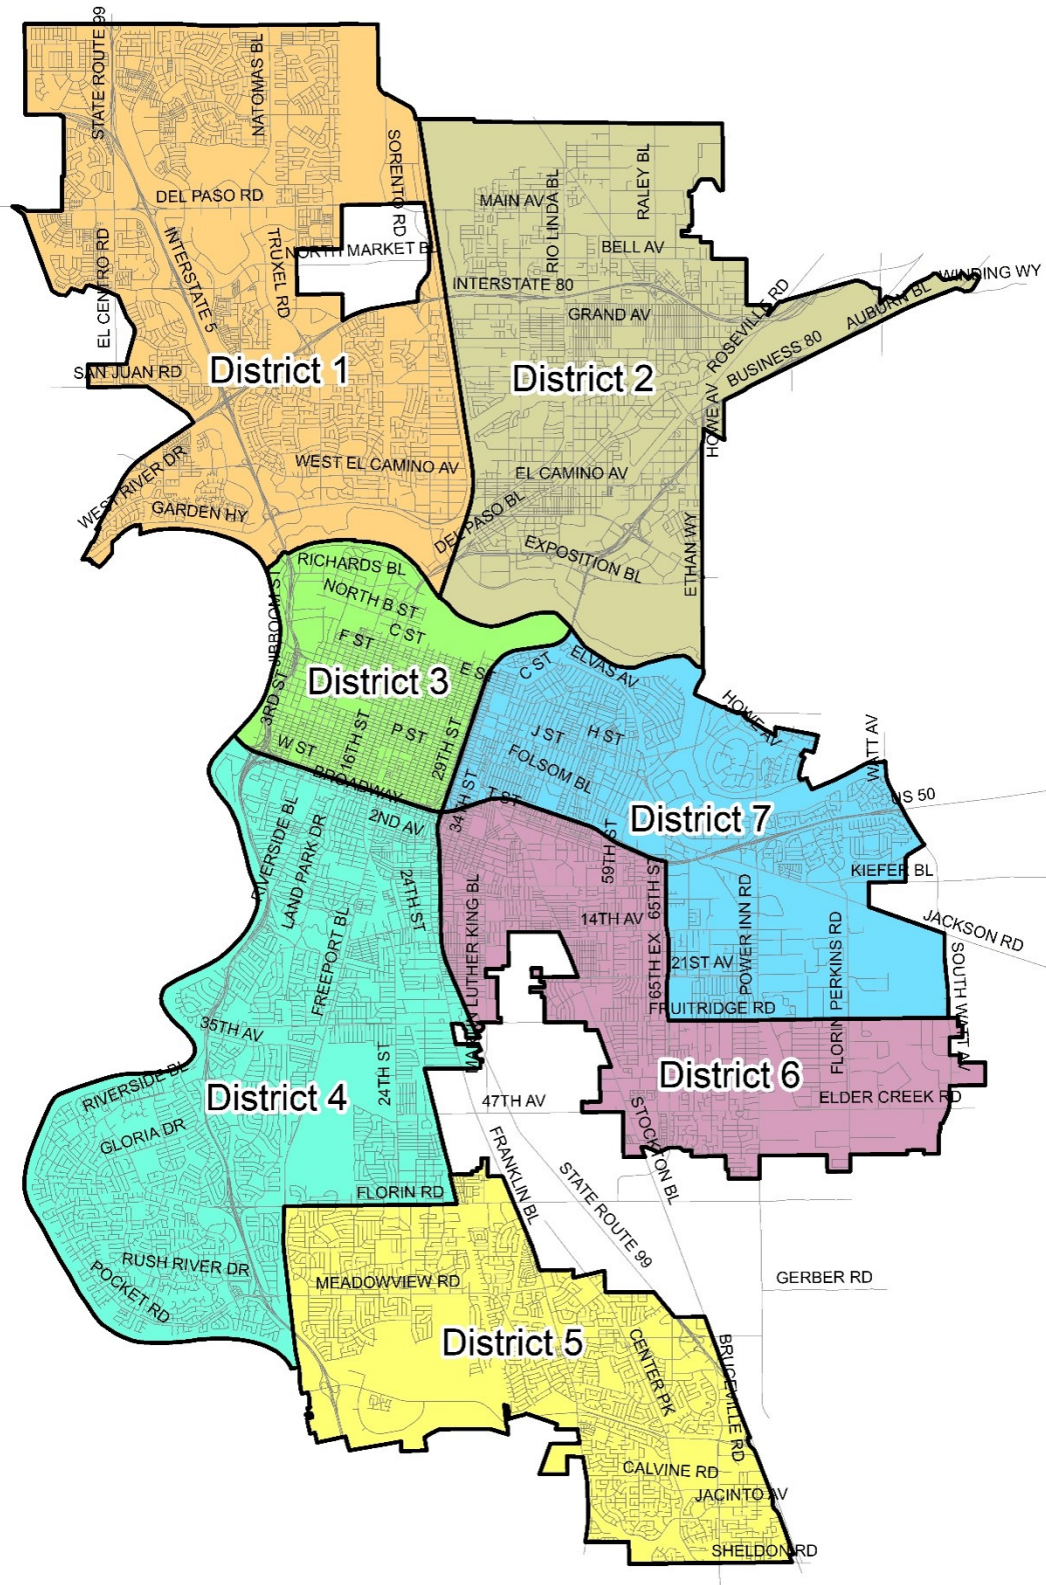 STATE ROUTE 99
NATOMAS BL
SORENTO RD
DEL PASO RD
EL CENTRO RD
INTERSTATE 5
TRUXEL RD
NORTH MARKET BL
SAN JUAN RD
District 1
WEST EL CAMINO AV
WEST RIVER DR
GARDEN HY
MAIN AV
RIO LINDA BL
RALEY BL
BELL AV
INTERSTATE 80
GRAND AV
ROSEVILLE RD
WINDING WY
AUBURN BL
BUSINESS 80
District 2
HOWE AV
EL CAMINO AV
DEL PASO BL
EXPOSITION BL
ETHAN WY
RICHARDS BL
NORTH B ST
JIBBOOM ST
C ST
F ST
E ST
District 3
3RD ST
16TH ST
P ST
29TH ST
W ST
BROADWAY
C ST
ELVAS AV
HOWE AV
J ST
H ST
FOLSOM BL
WATT AV
US 50
District 7
34TH ST
T ST
59TH ST
65TH ST
KIEFER BL
JACKSON RD
POWER INN RD
FLORIN PERKINS RD
21ST AV
FRUITRIDGE RD
SOUTH WATT AV
2ND AV
RIVERSIDE BL
LAND PARK DR
24TH ST
FREEPORT BL
MARTIN LUTHER KING BL
14TH AV
65TH EX
35TH AV
24TH ST
District 4
RIVERSIDE BL
GLORIA DR
FLORIN RD
RUSH RIVER DR
POCKET RD
District 6
ELDER CREEK RD
47TH AV
STOCKTON BL
FRANKLIN BL
STATE ROUTE 99
GERBER RD
MEADOWVIEW RD
District 5
CENTER PK
BRUCEVILLE RD
CALVINE RD
JACINTO AV
SHELDON RD